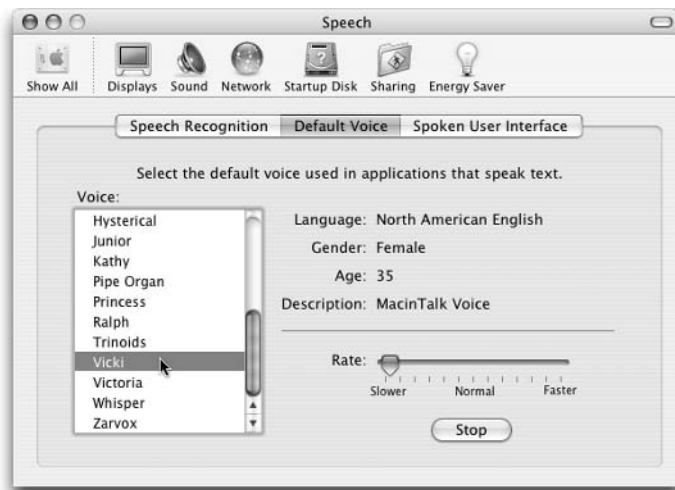 Speech
Show All Displays Sound Network Startup Disk Sharing Energy Saver
Speech Recognition Default Voice Spoken User Interface
Select the default voice used in applications that speak text.
Voice:
Hysterical
Junior
Kathy
Pipe Organ
Princess
Ralph
Trinoids
Vicki
Victoria
Whisper
Zarvox
Language: North American English
Gender: Female
Age: 35
Description: MacinTalk Voice
Rate:
Slower Normal Faster
Stop